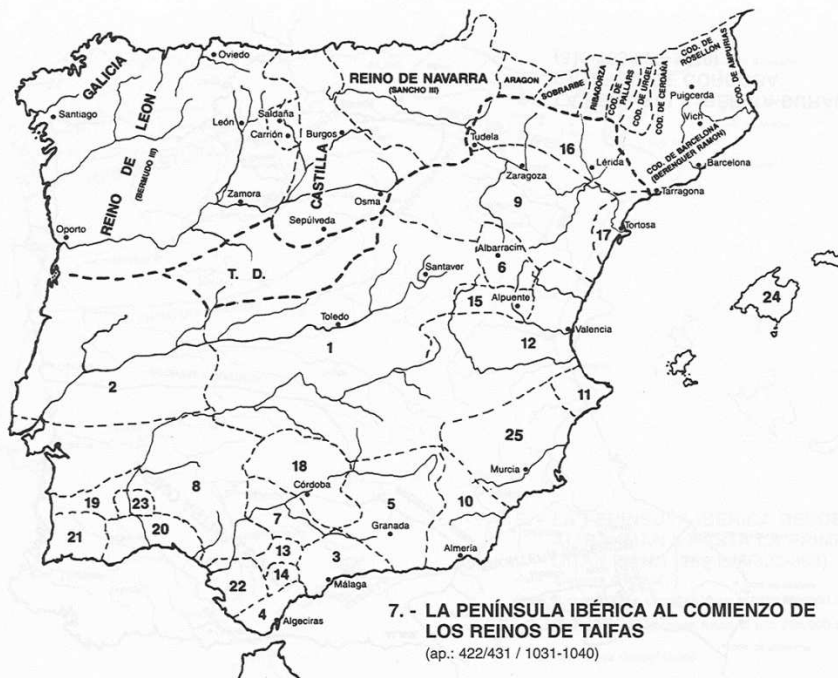 Oviedo
GALICIA
REINO DE NAVARRA
(SANCHO III)
ARAGON
SOBRARBE
RIBAGORZA
COD. DE PALLARS
COD. DE URGEL
COD. DE CERDAÑA
COD. DE ROSELLON
COD. DE AMPURIAS
Puigcerda
Vich
Santiago
REINO DE LEON
(BERMUDO III)
León
Saldaña
Carrión
Burgos
CASTILLA
Tudela
16
Lérida
COD. DE BARCELONA
(BERENGUER RAMON)
Barcelona
Zaragoza
Zamora
Osma
9
Tarragona
Oporto
Sepúlveda
17
Tortosa
Albarracín
6
T. D.
Santaver
15
Alpuente
24
Toledo
1
12
Valencia
2
11
25
18
Murcia
8
Córdoba
19
23
5
10
7
20
Granada
21
13
3
Almería
22
14
Málaga
4
Algeciras
7. - LA PENÍNSULA IBÉRICA AL COMIENZO DE
LOS REINOS DE TAIFAS
(ap.: 422/431 / 1031-1040)